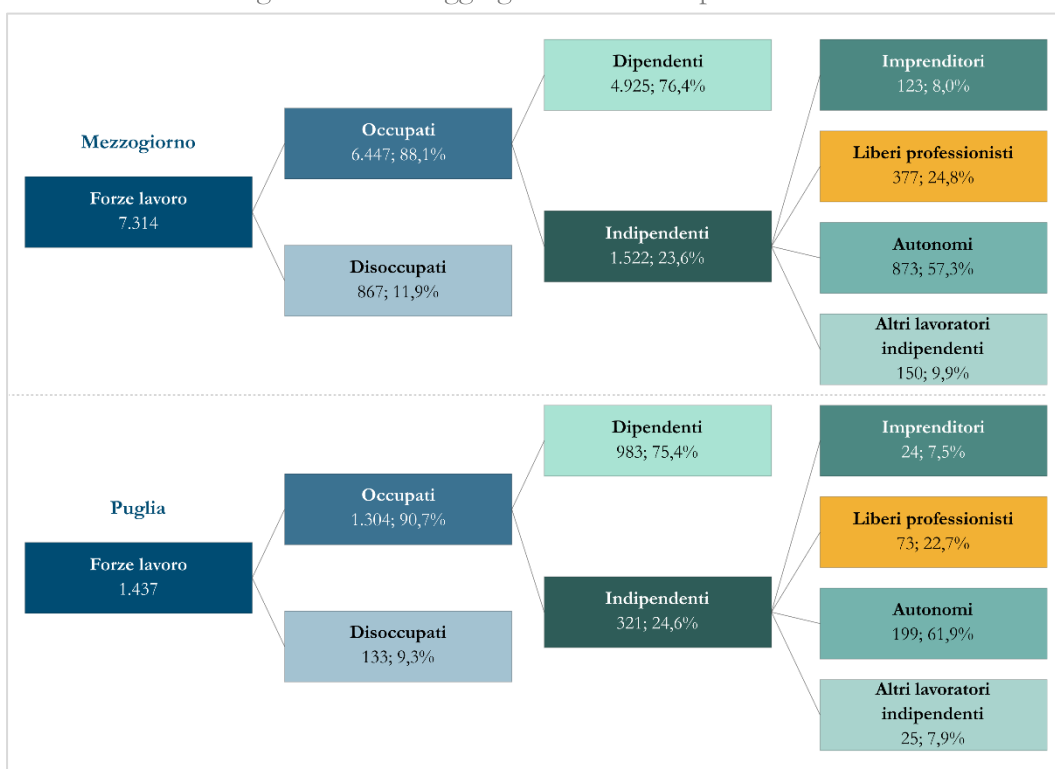 Mezzogiorno
Forze lavoro
7.314
Occupati
6.447; 88,1%
Disoccupati
867; 11,9%
Dipendenti
4.925; 76,4%
Indipendenti
1.522; 23,6%
Imprenditori
123; 8,0%
Liberi professionisti
377; 24,8%
Autonomi
873; 57,3%
Altri lavoratori
indipendenti
150; 9,9%
Puglia
Forze lavoro
1.437
Occupati
1.304; 90,7%
Disoccupati
133; 9,3%
Dipendenti
983; 75,4%
Indipendenti
321; 24,6%
Imprenditori
24; 7,5%
Liberi professionisti
73; 22,7%
Autonomi
199; 61,9%
Altri lavoratori
indipendenti
25; 7,9%